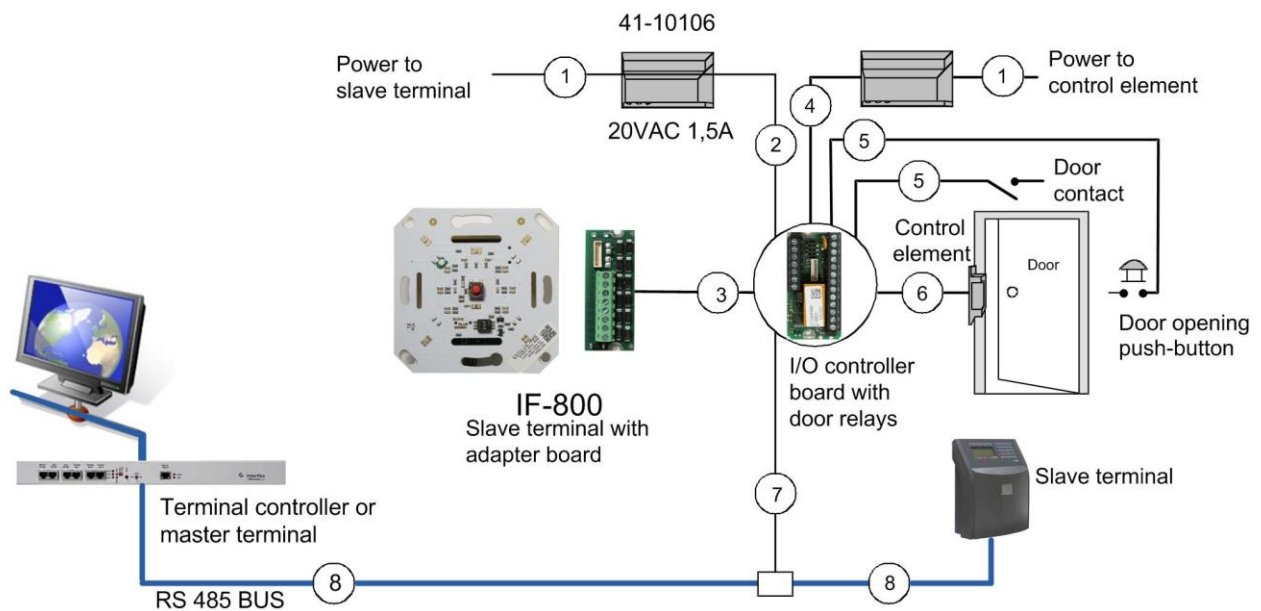 41-10106
Power to
slave terminal
1
20VAC 1,5A
2
4
1
Power to
control element
5
5
Door
contact
Control
element
Door
3
6
Door opening
push-button
I/O controller
board with
door relays
IF-800
Slave terminal with
adapter board
7
Slave terminal
Terminal controller or
master terminal
8
8
RS 485 BUS